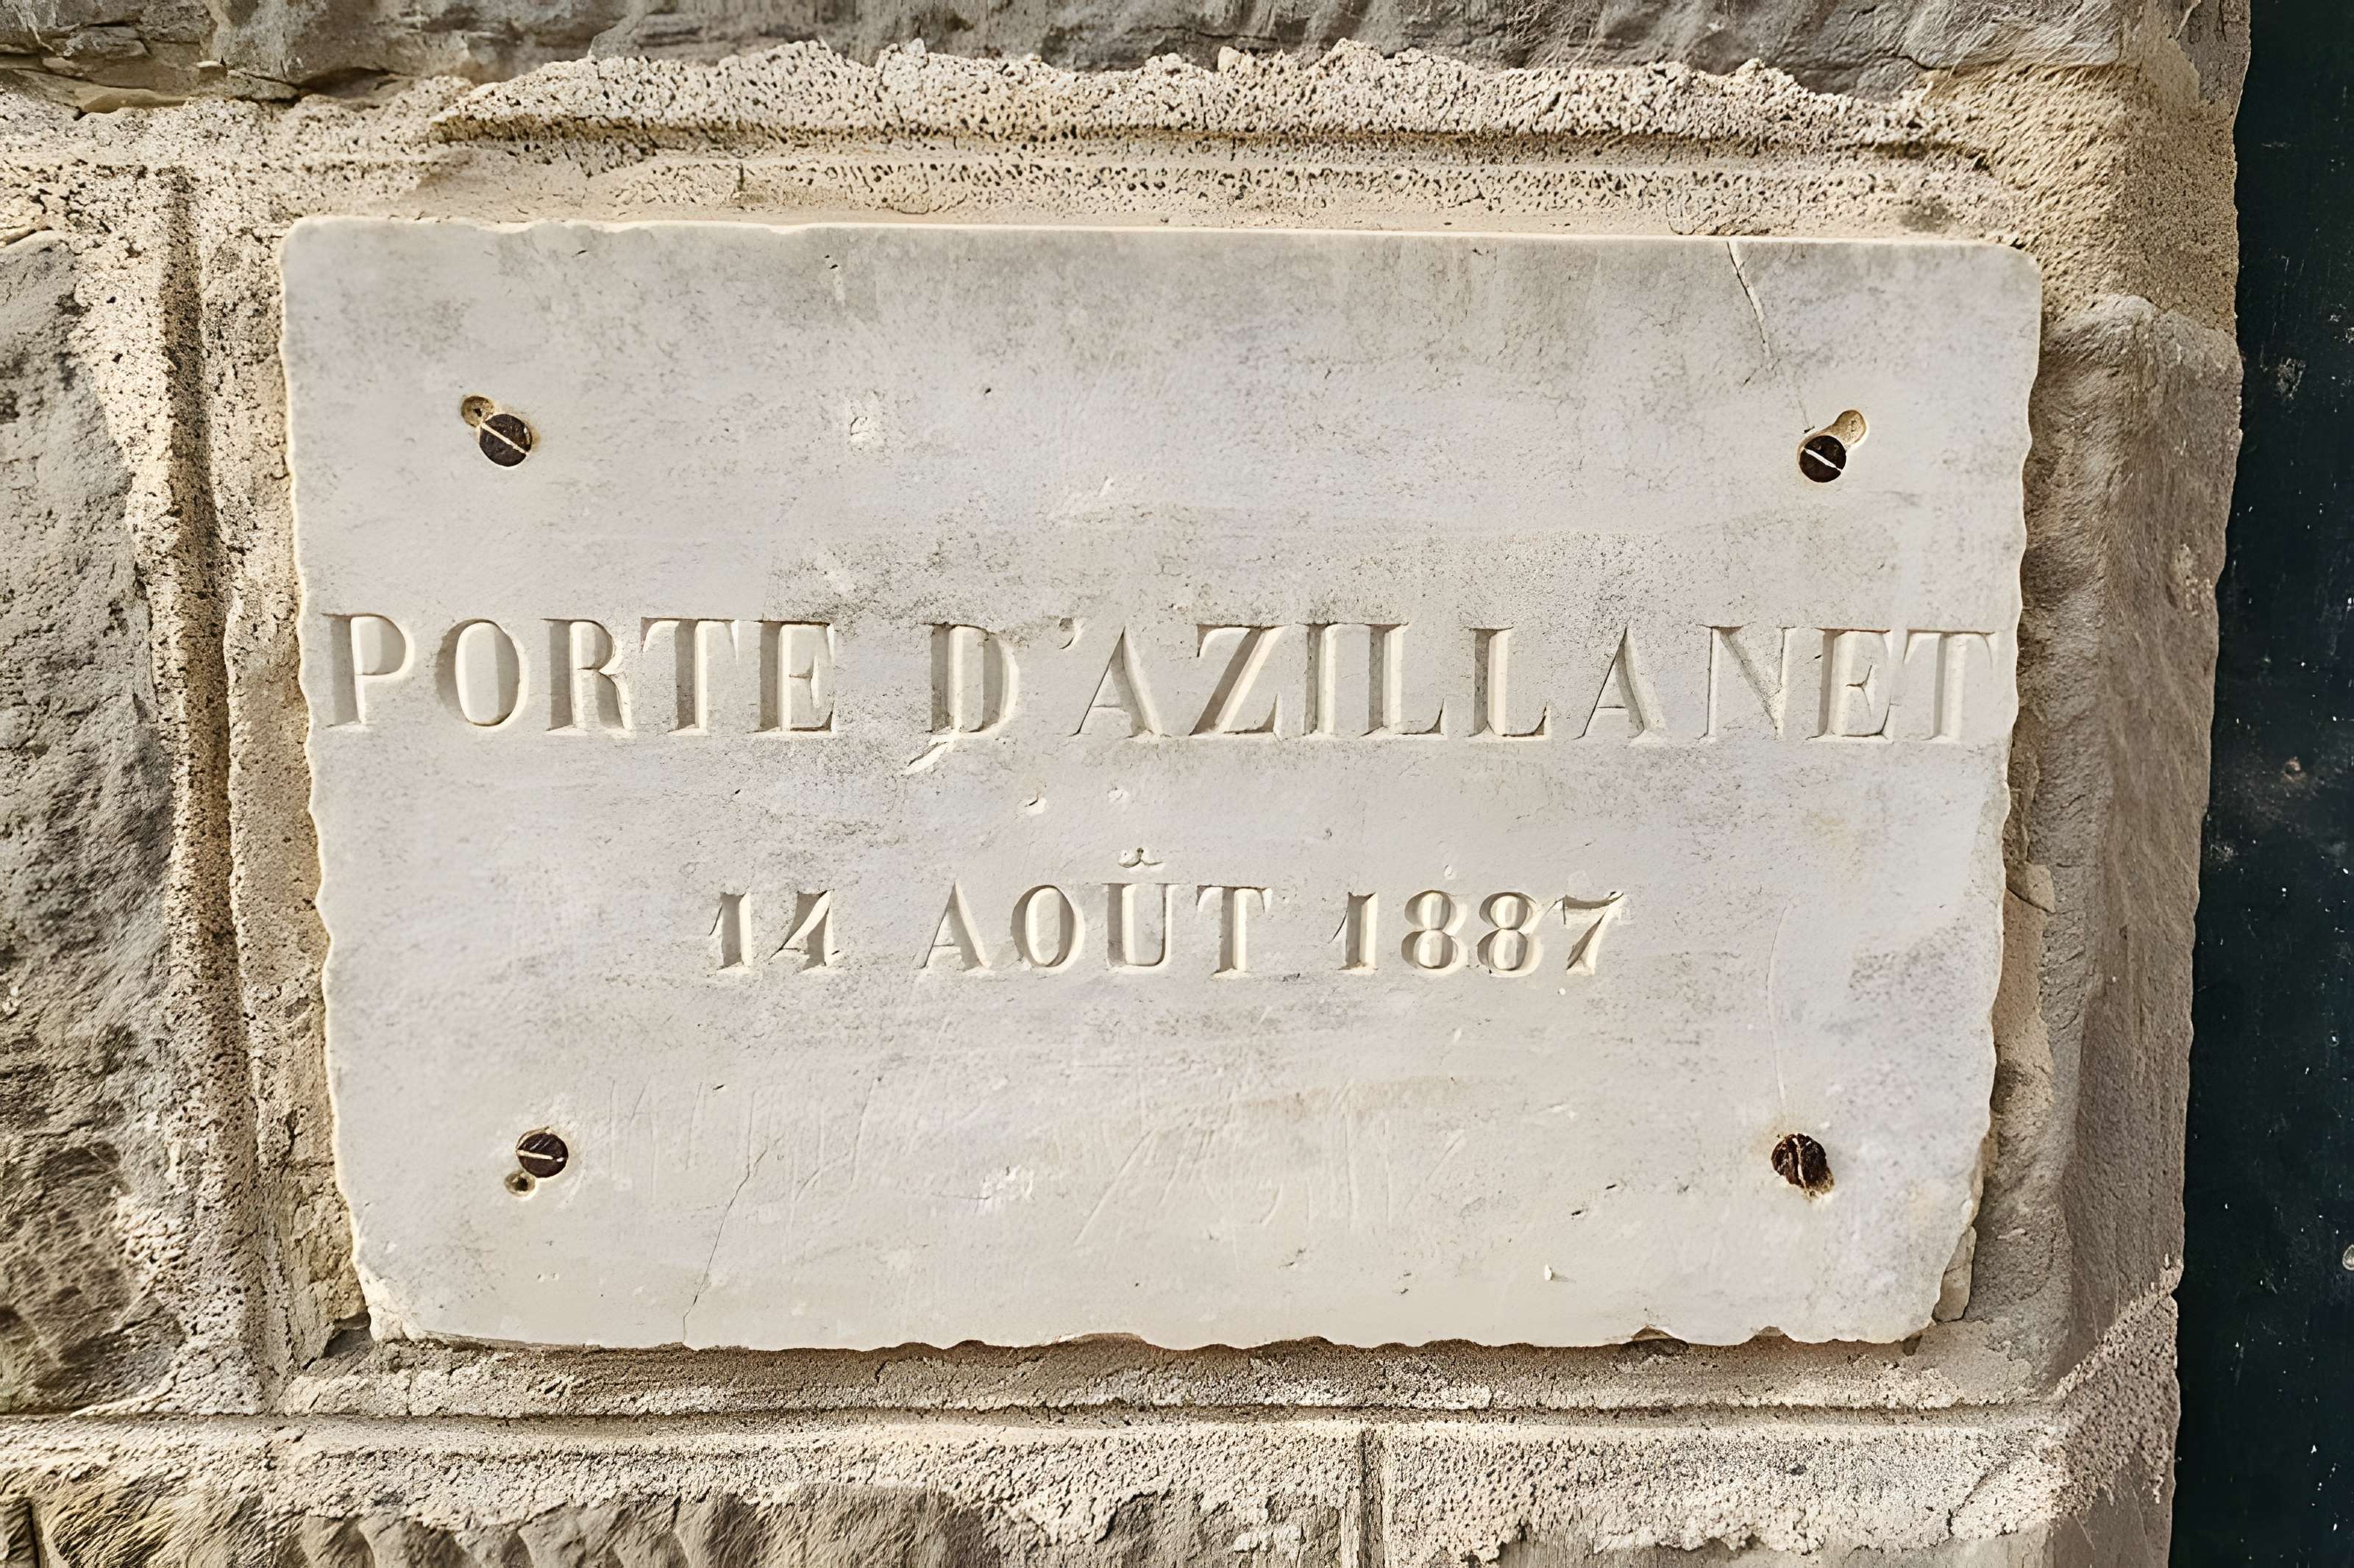 PORTE D'AZILLANET
14 AOÛT 1887